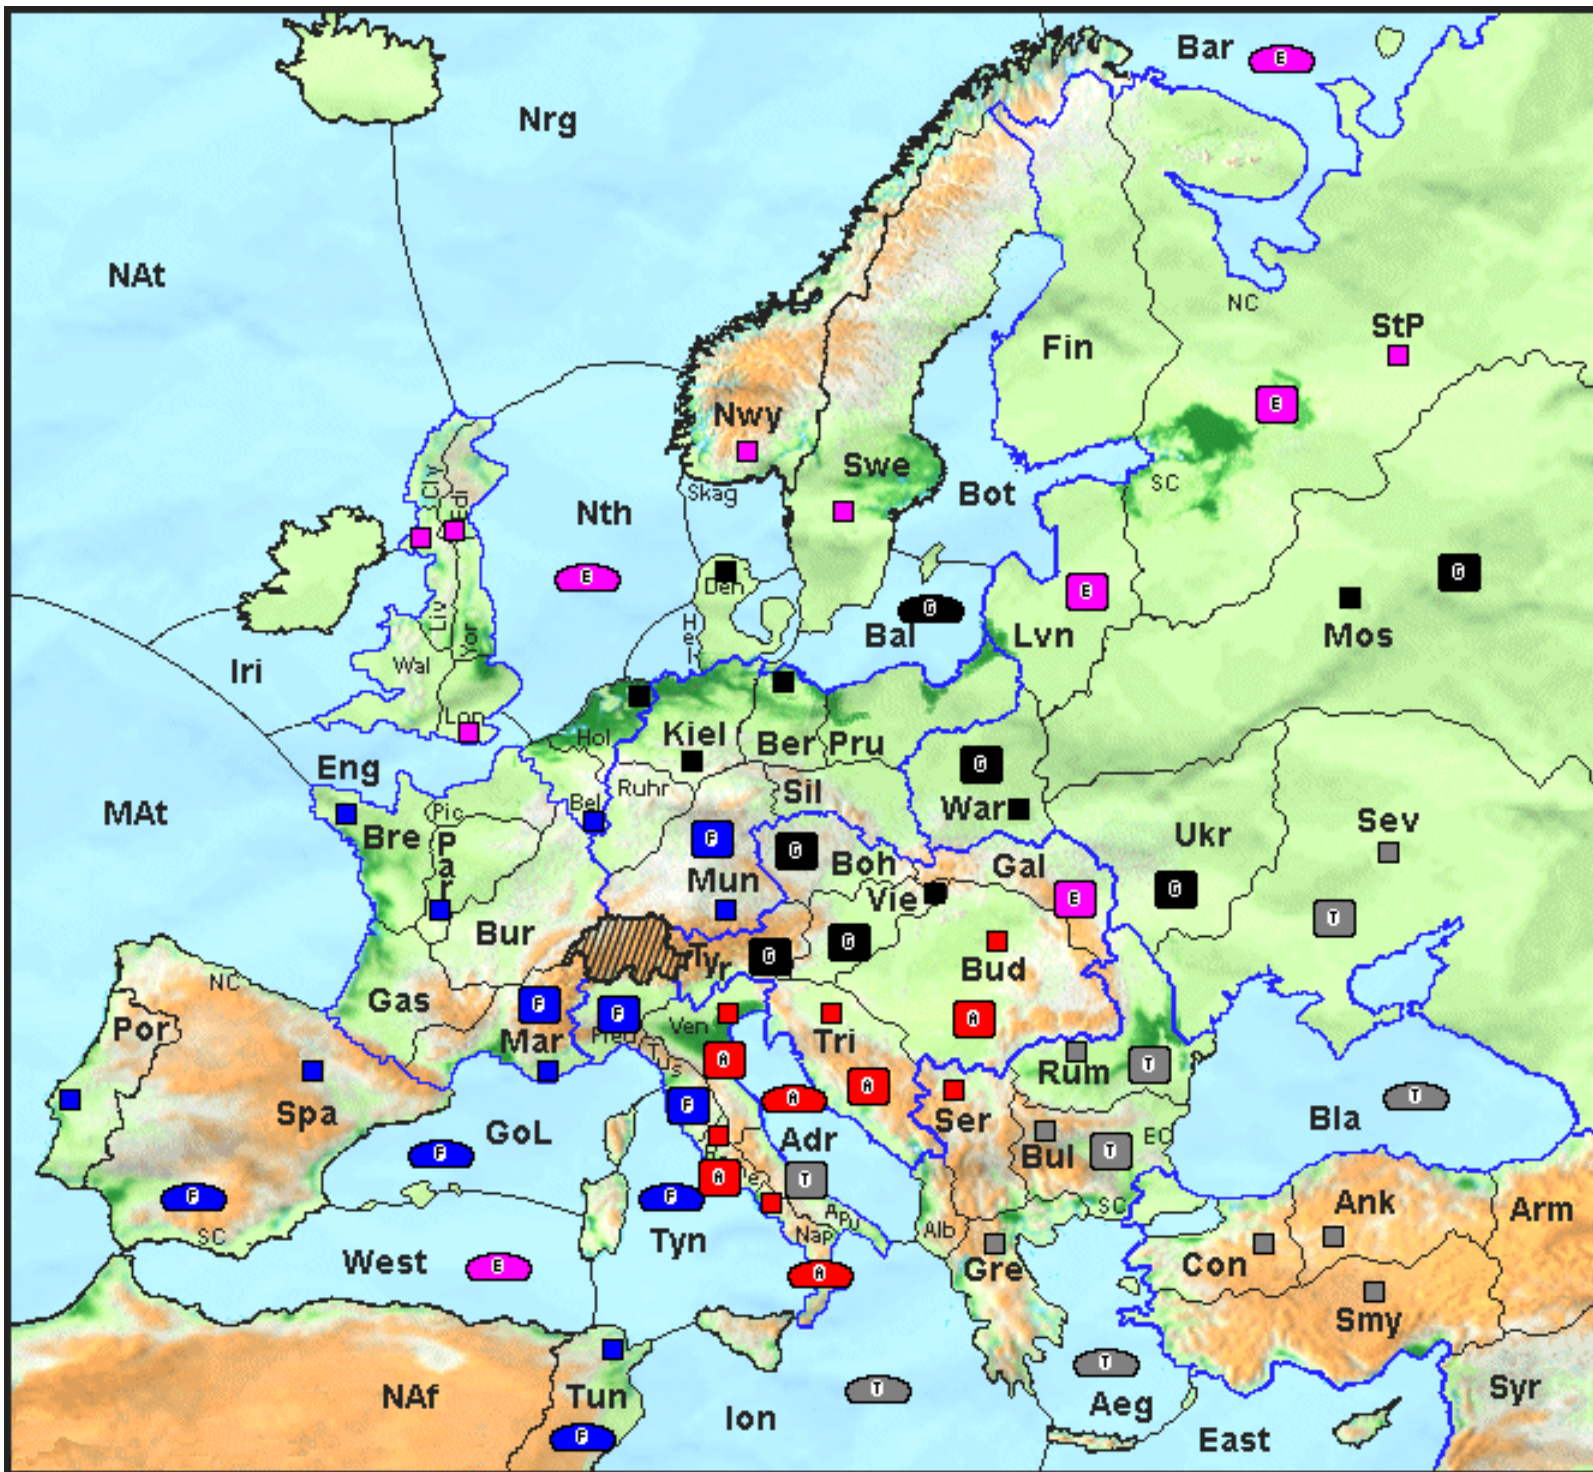 Bar
E
Nrg
NAt
NC
StP
Fin
E
Nwy
Swe
Cly
Edi
Skag
Bot
SC
Nth
E
Den
G
E
G
Bal
Lvn
Mos
Hel
Liv
Yor
Iri
Wal
Lon
Hol
Kiel
Ber
Pru
Eng
G
Ruhr
Sil
War
MAt
Bel
Pic
Bre
Par
F
G
Boh
Gal
Ukr
Sev
Mun
Vie
E
G
T
Bur
Tyr
G
G
Bud
NC
Gas
F
F
A
Por
Mar
Pied
Ven
Tri
Tus
A
Rum
T
A
Spa
F
A
Ser
Bla
T
GoL
Adr
F
Bul
EC
T
F
F
A
T
SC
Ank
Arm
SC
Tyn
Apu
Nap
Alb
West
E
A
Gre
Con
Smy
T
Aeg
NAf
Tun
T
Ion
Syr
F
East